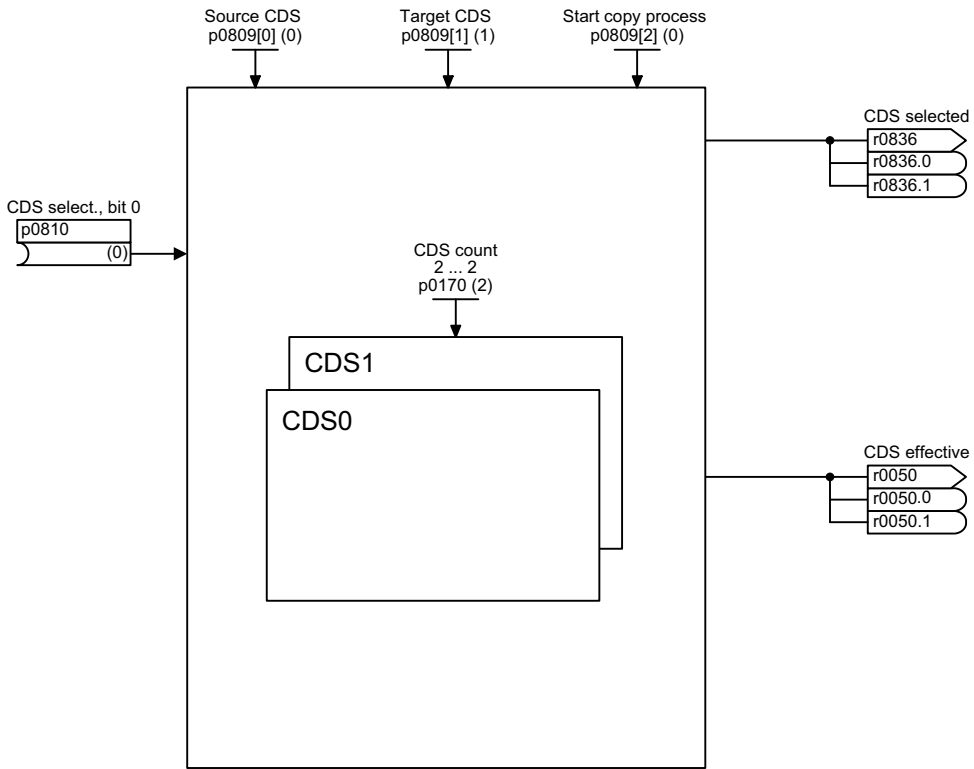 Source CDS
p0809[0] (0)
Target CDS
p0809[1] (1)
Start copy process
p0809[2] (0)
CDS selected
r0836
r0836.0
r0836.1
CDS select., bit 0
p0810
(0)
CDS count
2 ... 2
p0170 (2)
CDS1
CDS0
CDS effective
r0050
r0050.0
r0050.1